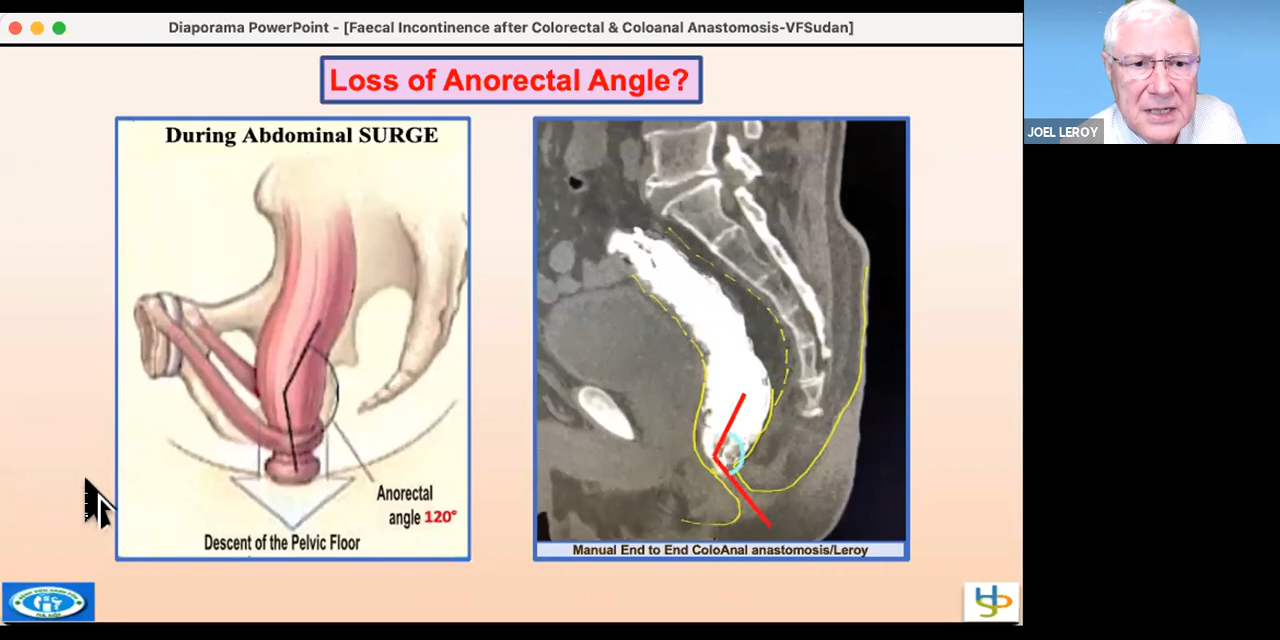 Diaporama PowerPoint - [Faecal Incontinence after Colorectal & Coloanal Anastomosis-VFSudan]
JOEL LEROY
Loss of Anorectal Angle?
During Abdominal SURGE
Anorectal
angle 120°
Descent of the Pelvic Floor
Manual End to End ColoAnal anastomosis/Leroy